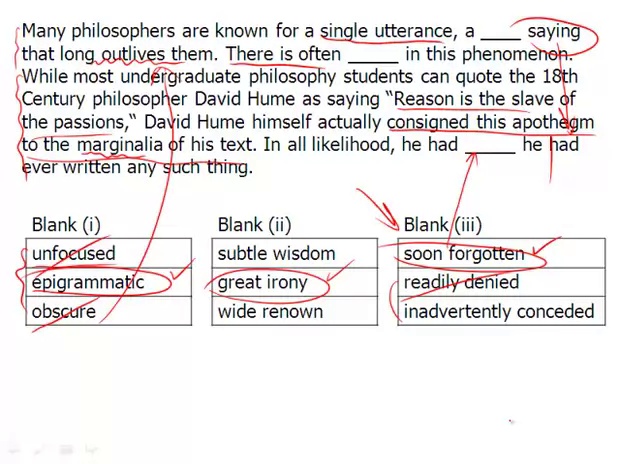 Many philosophers are known for a single utterance, a ____ saying
that long outlives them. There is often _____ in this phenomenon.
While most undergraduate philosophy students can quote the 18th
Century philosopher David Hume as saying “Reason is the slave of
the passions,“ David Hume himself actually consigned this apothegm
to the marginalia of his text. In all likelihood, he had _____ he had
ever written any such thing.
Blank (i) Blank (ii) Blank (iii)
unfocused subtle wisdom soon forgotten
epigrammatic great irony readily denied
obscure wide renown inadvertently conceded